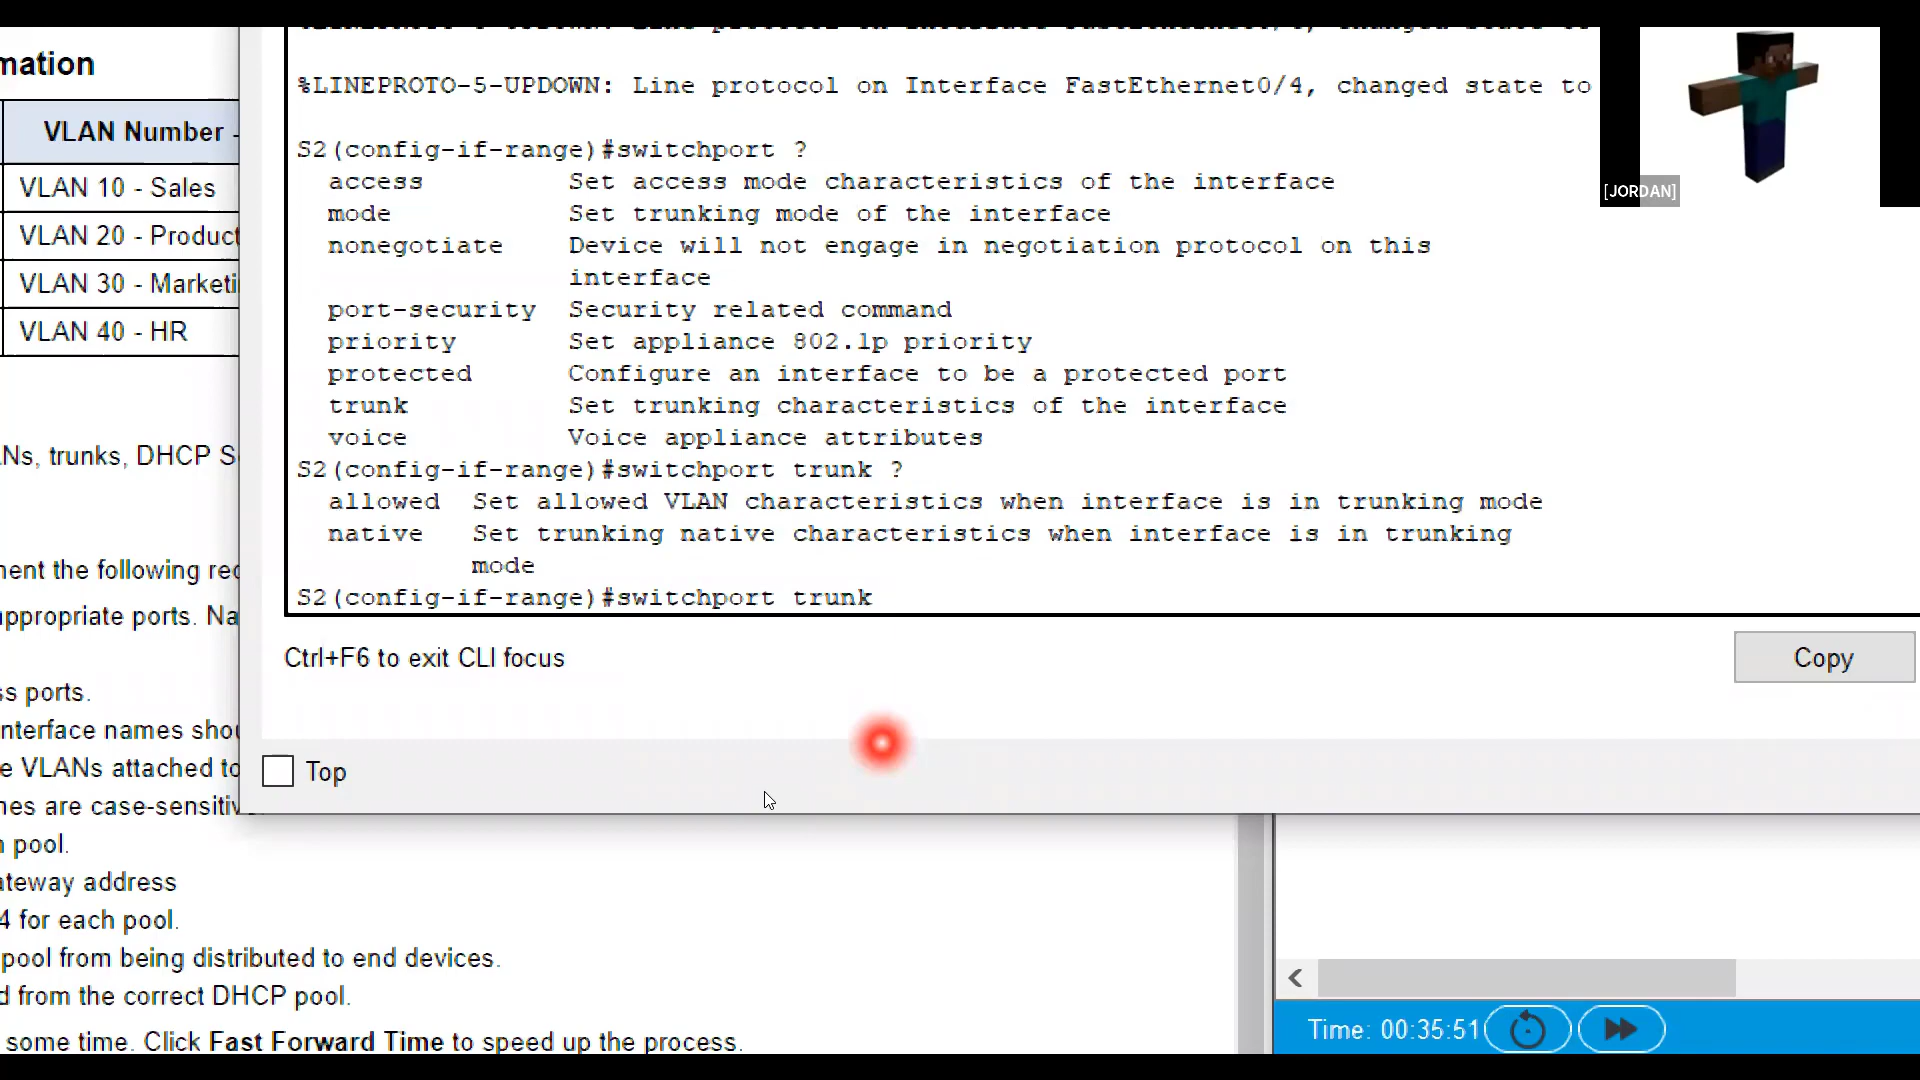 mation
VLAN Number -
VLAN 10 - Sales
VLAN 20 - Product
VLAN 30 - Marketi
VLAN 40 - HR
Ns, trunks, DHCP S
ment the following
appropriate ports. Na
ss ports.
nterface names shou
e VLANs attached to
mes are case-sensitiv
h pool.
ateway address
4 for each pool.
pool from being distributed to end devices.
d from the correct DHCP pool.
some time. Click Fast Forward Time to speed up the process.
%LINEPROTO-5-UPDOWN: Line protocol on Interface FastEthernet0/4, changed state to
S2(config-if-range)#switchport ?
access Set access mode characteristics of the interface
mode Set trunking mode of the interface
nonegotiate Device will not engage in negotiation protocol on this
interface
port-security Security related command
priority Set appliance 802.1p priority
protected Configure an interface to be a protected port
trunk Set trunking characteristics of the interface
voice Voice appliance attributes
S2(config-if-range)#switchport trunk ?
allowed Set allowed VLAN characteristics when interface is in trunking mode
native Set trunking native characteristics when interface is in trunking
mode
S2(config-if-range)#switchport trunk
Ctrl+F6 to exit CLI focus
Copy
Top
[JORDAN]
Time: 00:35:51